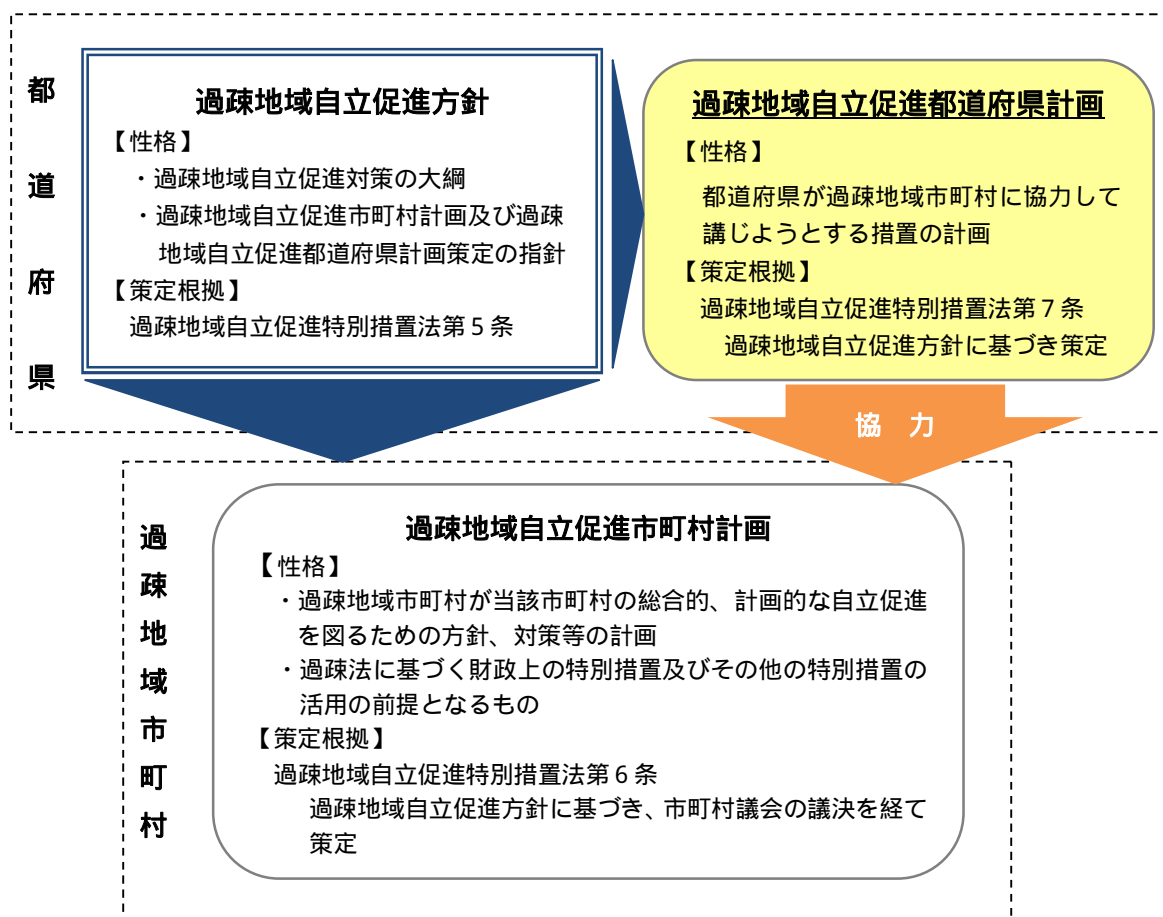 都道府県
過疎地域自立促進方針
【性格】
・過疎地域自立促進対策の大綱
・過疎地域自立促進市町村計画及び過疎
地域自立促進都道府県計画策定の指針
【策定根拠】
過疎地域自立促進特別措置法第5条
過疎地域自立促進都道府県計画
【性格】
都道府県が過疎地域市町村に協力して
講じようとする措置の計画
【策定根拠】
過疎地域自立促進特別措置法第7条
過疎地域自立促進方針に基づき策定
協 力
過疎地域市町村
過疎地域自立促進市町村計画
【性格】
・過疎地域市町村が当該市町村の総合的、計画的な自立促進
を図るための方針、対策等の計画
・過疎法に基づく財政上の特別措置及びその他の特別措置の
活用の前提となるもの
【策定根拠】
過疎地域自立促進特別措置法第6条
過疎地域自立促進方針に基づき、市町村議会の議決を経て
策定